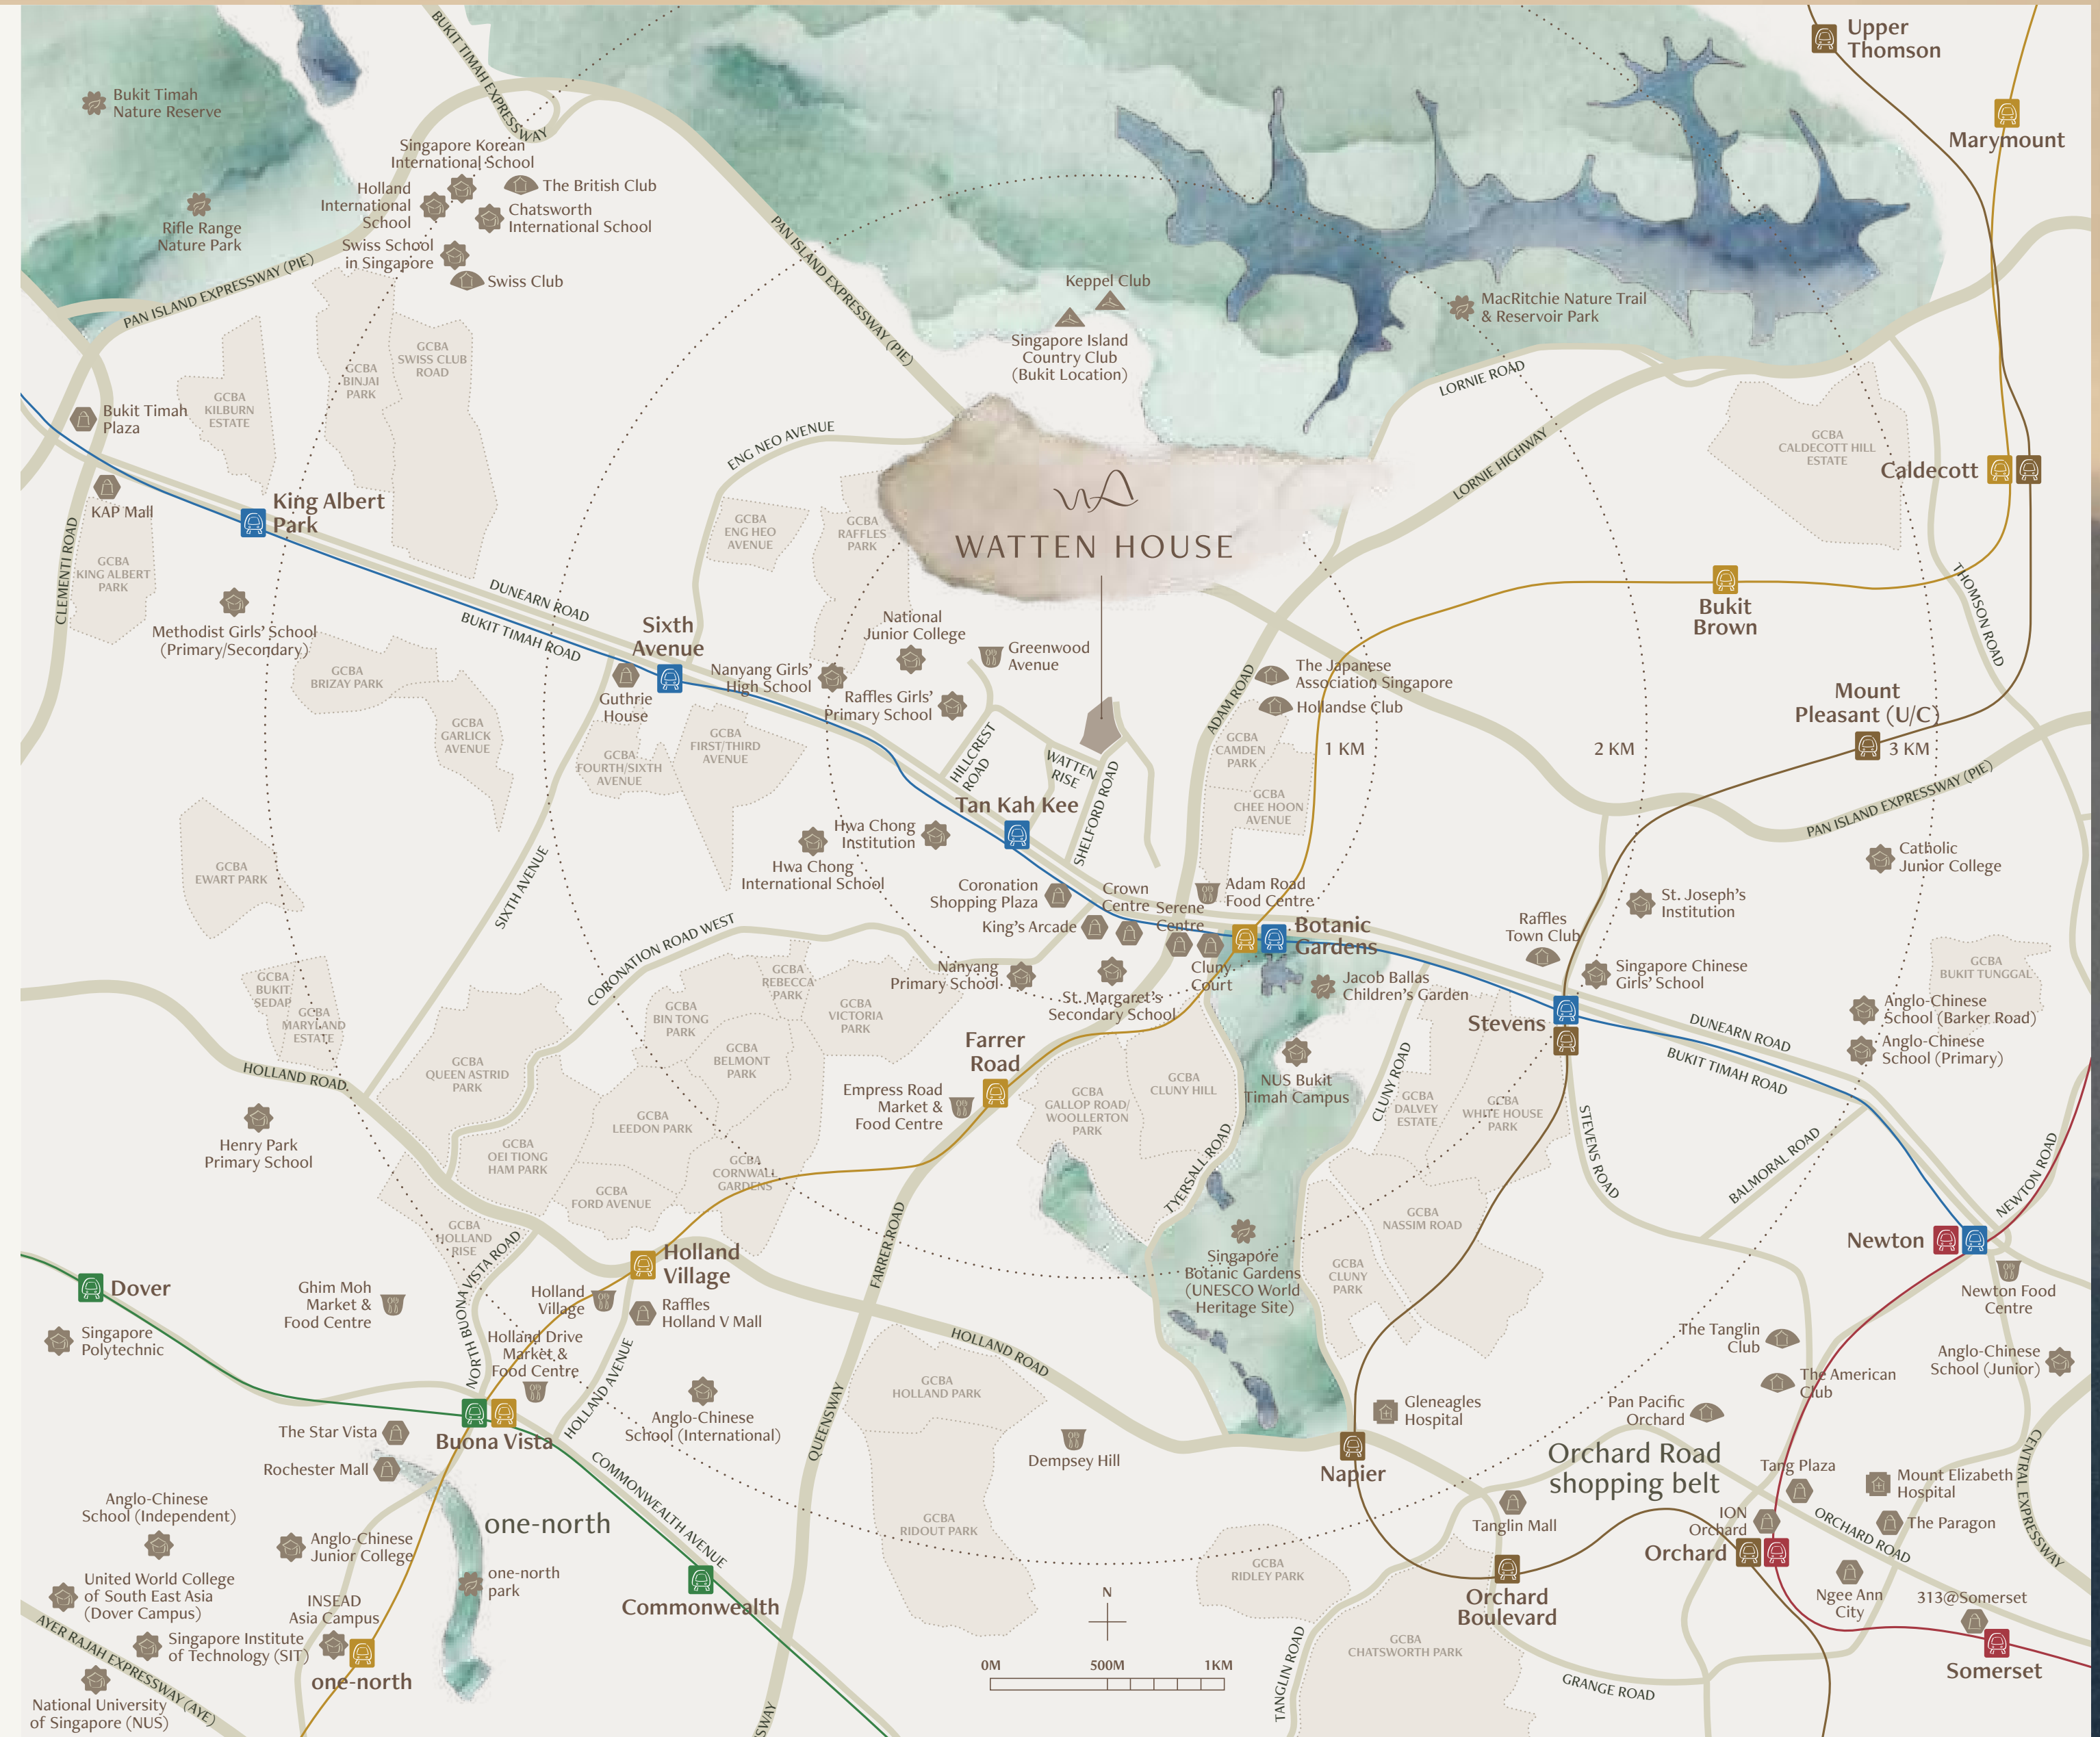 BUKIT TIMAH EXPRESSWAY
Upper
Thomson
Bukit Timah
Nature Reserve
Marymount
Singapore Korean
International School
Holland
International
School
The British Club
Chatsworth
International School
Rifle Range
Nature Park
Swiss School
in Singapore
Swiss Club
PAN ISLAND EXPRESSWAY (PIE)
PAN ISLAND EXPRESSWAY (PIE)
Keppel Club
Singapore Island
Country Club
(Bukit Location)
MacRitchie Nature Trail
& Reservoir Park
LORNIE ROAD
GCBA
SWISS CLUB
ROAD
GCBA
BINJAI
PARK
GCBA
KILBURN
ESTATE
Bukit Timah
Plaza
ENG NEO AVENUE
LORNIE HIGHWAY
GCBA
CALDECOTT HILL
ESTATE
Caldecott
KAP Mall
King Albert
Park
CLEMENTI ROAD
GCBA
KING ALBERT
PARK
GCBA
ENG HEO
AVENUE
GCBA
RAFFLES
PARK
WATTEN HOUSE
DUNEARN ROAD
BUKIT TIMAH ROAD
Methodist Girls' School
(Primary/Secondary)
GCBA
BRIZAY PARK
GCBA
GARLICK
AVENUE
Sixth
Avenue
Guthrie
House
National
Junior College
Greenwood
Avenue
Nanyang Girls'
High School
Raffles Girls'
Primary School
Bukit
Brown
THOMSON ROAD
The Japanese
Association Singapore
Hollandse Club
ADAM ROAD
GCBA
CAMDEN
PARK
1 KM
2 KM
3 KM
Mount
Pleasant (U/C)
PAN ISLAND EXPRESSWAY (PIE)
GCBA
FIRST/THIRD
AVENUE
GCBA
FOURTH/SIXTH
AVENUE
HILLCREST
ROAD
WATTEN
RISE
SHELFORD ROAD
Tan Kah Kee
GCBA
CHEE HOON
AVENUE
Hwa Chong
Institution
Hwa Chong
International School
SIXTH AVENUE
GCBA
EWART PARK
Coronation
Shopping Plaza
Crown
Centre
Serene
Centre
King's Arcade
Adam Road
Food Centre
Botanic
Gardens
Cluny
Court
Jacob Ballas
Children's Garden
Catholic
Junior College
St. Joseph's
Institution
Raffles
Town Club
Singapore Chinese
Girls' School
GCBA
BUKIT TUNGGAL
CORONATION ROAD WEST
Nanyang
Primary School
St. Margaret's
Secondary School
GCBA
BUKIT
SEDAP
GCBA
MARYLAND
ESTATE
GCBA
REBECCA
PARK
GCBA
BIN TONG
PARK
GCBA
VICTORIA
PARK
GCBA
BELMONT
PARK
GCBA
QUEEN ASTRID
PARK
Stevens
DUNEARN ROAD
BUKIT TIMAH ROAD
Anglo-Chinese
School (Barker Road)
Anglo-Chinese
School (Primary)
HOLLAND ROAD
Farrer
Road
Empress Road
Market &
Food Centre
GCBA
GALLOP ROAD/
WOOLLERTON
PARK
GCBA
CLUNY HILL
NUS Bukit
Timah Campus
CLUNY ROAD
GCBA
DALVEY
ESTATE
GCBA
WHITE HOUSE
PARK
STEVENS ROAD
BALMORAL ROAD
NEWTON ROAD
Henry Park
Primary School
GCBA
LEEDON PARK
GCBA
OEI TIONG
HAM PARK
GCBA
CORNWALL
GARDENS
GCBA
FORD AVENUE
TYERSALL ROAD
GCBA
NASSIM ROAD
GCBA
HOLLAND
RISE
NORTH BUONA VISTA ROAD
Holland
Village
FARRER ROAD
Singapore
Botanic Gardens
(UNESCO World
Heritage Site)
GCBA
CLUNY
PARK
Newton
Newton Food
Centre
Dover
Singapore
Polytechnic
Ghim Moh
Market &
Food Centre
Holland
Village
Raffles
Holland V Mall
Holland Drive
Market &
Food Centre
HOLLAND AVENUE
HOLLAND ROAD
GCBA
HOLLAND PARK
The Tanglin
Club
Anglo-Chinese
School (Junior)
The American
Club
Pan Pacific
Orchard
Gleneagles
Hospital
The Star Vista
Buona Vista
Rochester Mall
Anglo-Chinese
School (International)
QUEENSWAY
Dempsey Hill
Napier
Orchard Road
shopping belt
Tang Plaza
Mount Elizabeth
Hospital
CENTRAL EXPRESSWAY
COMMONWEALTH AVENUE
Anglo-Chinese
School (Independent)
one-north
Anglo-Chinese
Junior College
GCBA
RIDOUT PARK
Tanglin Mall
ION
Orchard
The Paragon
ORCHARD ROAD
Orchard
United World College
of South East Asia
(Dover Campus)
one-north
park
Commonwealth
GCBA
RIDLEY PARK
Orchard
Boulevard
Ngee Ann
City
313@Somerset
INSEAD
Asia Campus
Singapore Institute
of Technology (SIT)
AYER RAJAH EXPRESSWAY (AYE)
one-north
National University
of Singapore (NUS)
N
0M
500M
1KM
TANGLIN ROAD
GCBA
CHATSWORTH PARK
GRANGE ROAD
Somerset
SWAY